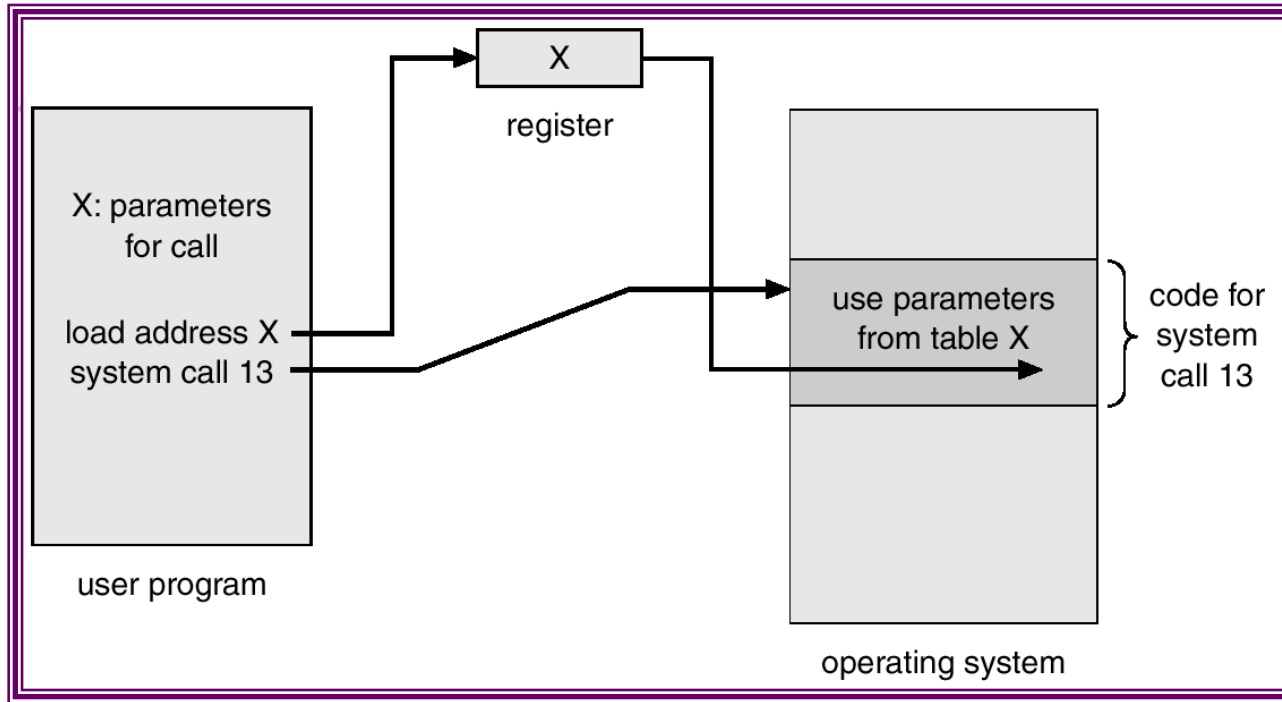 X
register
X: parameters
for call
load address X
system call 13
user program
use parameters
from table X
code for
system
call 13
operating system